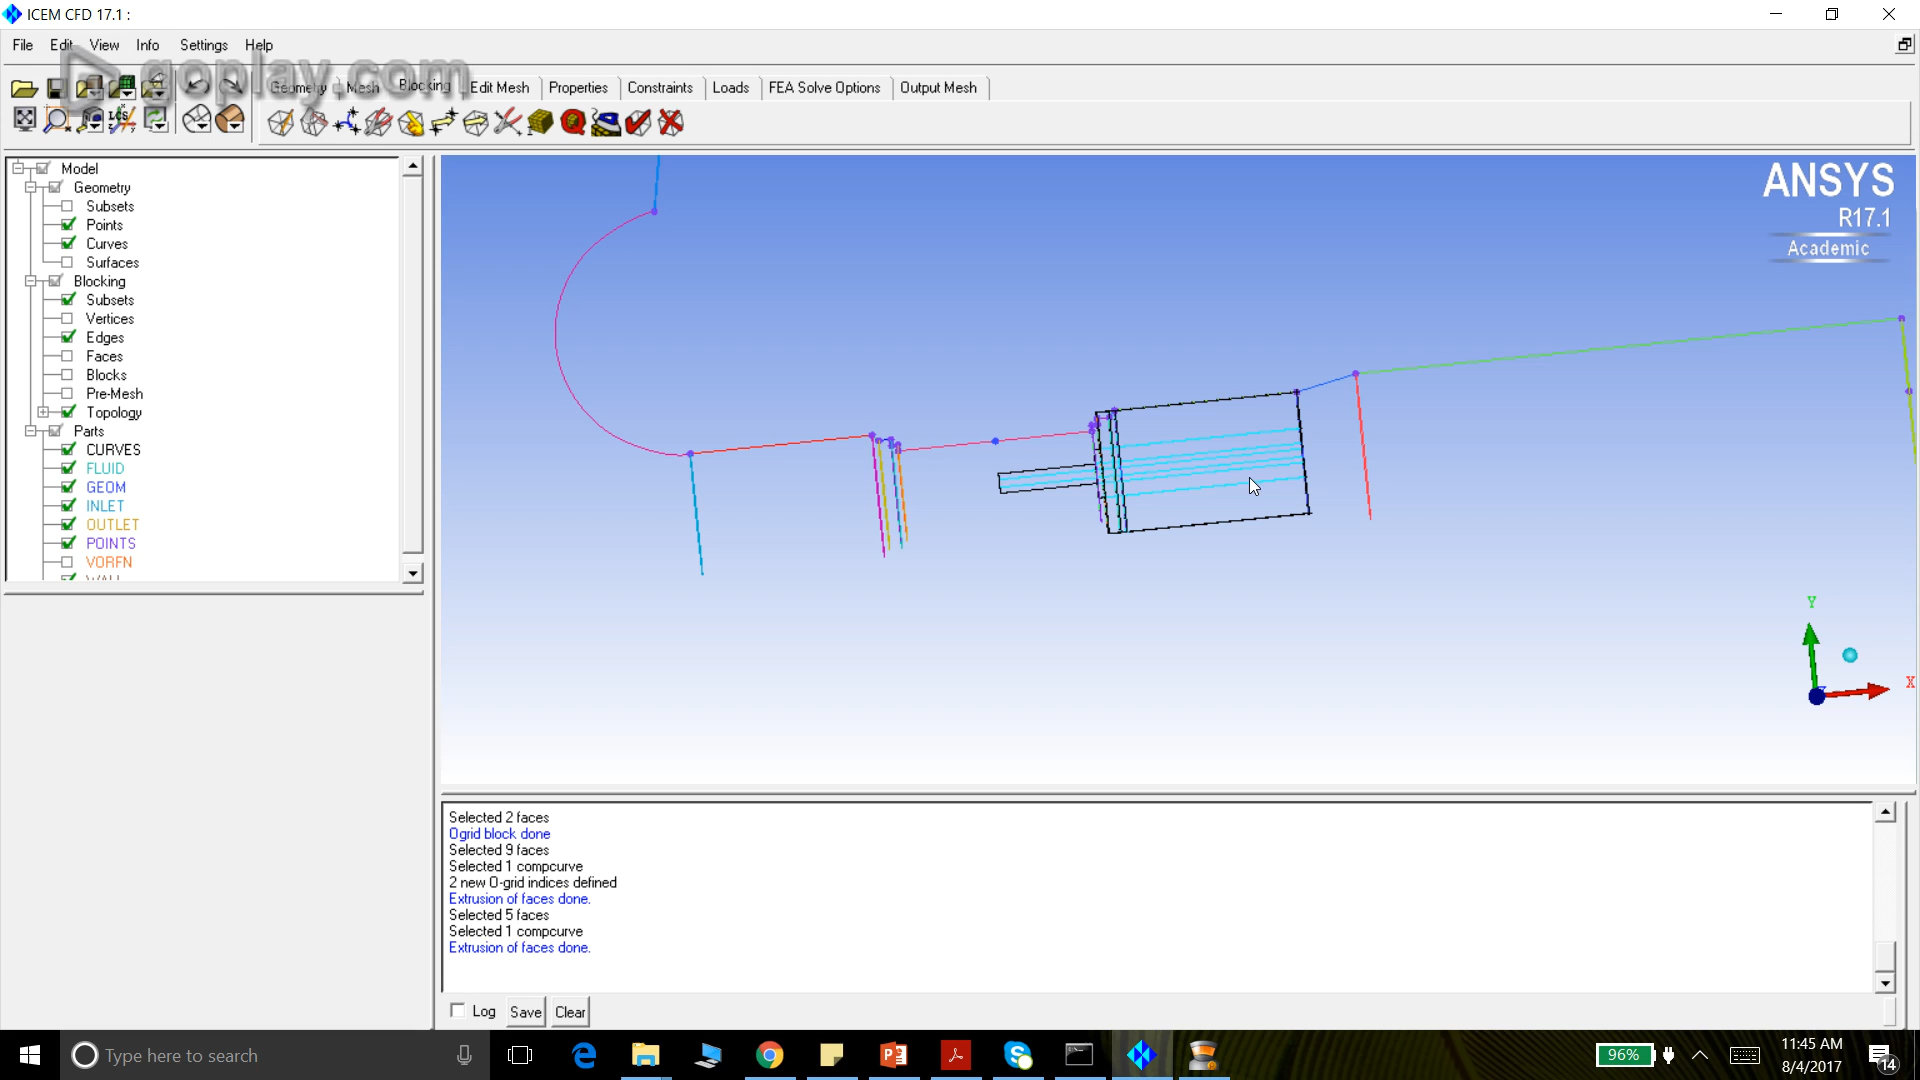 ICEM CFD 17.1 :
File Edit View Info Settings Help
goplay.com
Geometry Mesh Blocking Edit Mesh Properties Constraints Loads FEA Solve Options Output Mesh
LCS
Model
Geometry
Subsets
Points
Curves
Surfaces
Blocking
Subsets
Vertices
Edges
Faces
Blocks
Pre-Mesh
Topology
Parts
CURVES
FLUID
GEOM
INLET
OUTLET
POINTS
VORFN
ANSYS
R17.1
Academic
Y
X
Selected 2 faces
Ogrid block done
Selected 9 faces
Selected 1 compcurve
2 new O-grid indices defined
Extrusion of faces done.
Selected 5 faces
Selected 1 compcurve
Extrusion of faces done.
Log Save Clear
Type here to search
96%
11:45 AM
8/4/2017
14